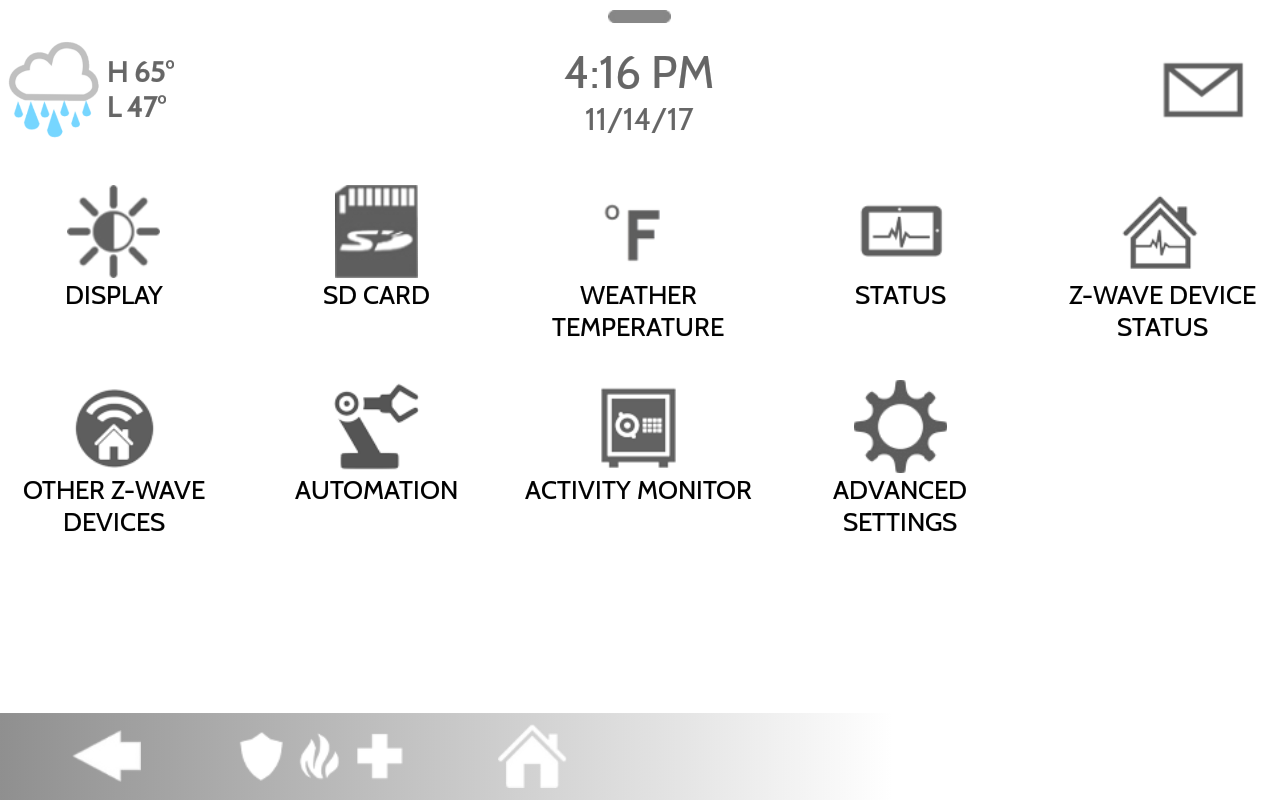 H 65°
L 47°
4:16 PM
11/14/17
DISPLAY
SD
SD CARD
°F
WEATHER
TEMPERATURE
STATUS
Z-WAVE DEVICE
STATUS
OTHER Z-WAVE
DEVICES
AUTOMATION
ACTIVITY MONITOR
ADVANCED
SETTINGS